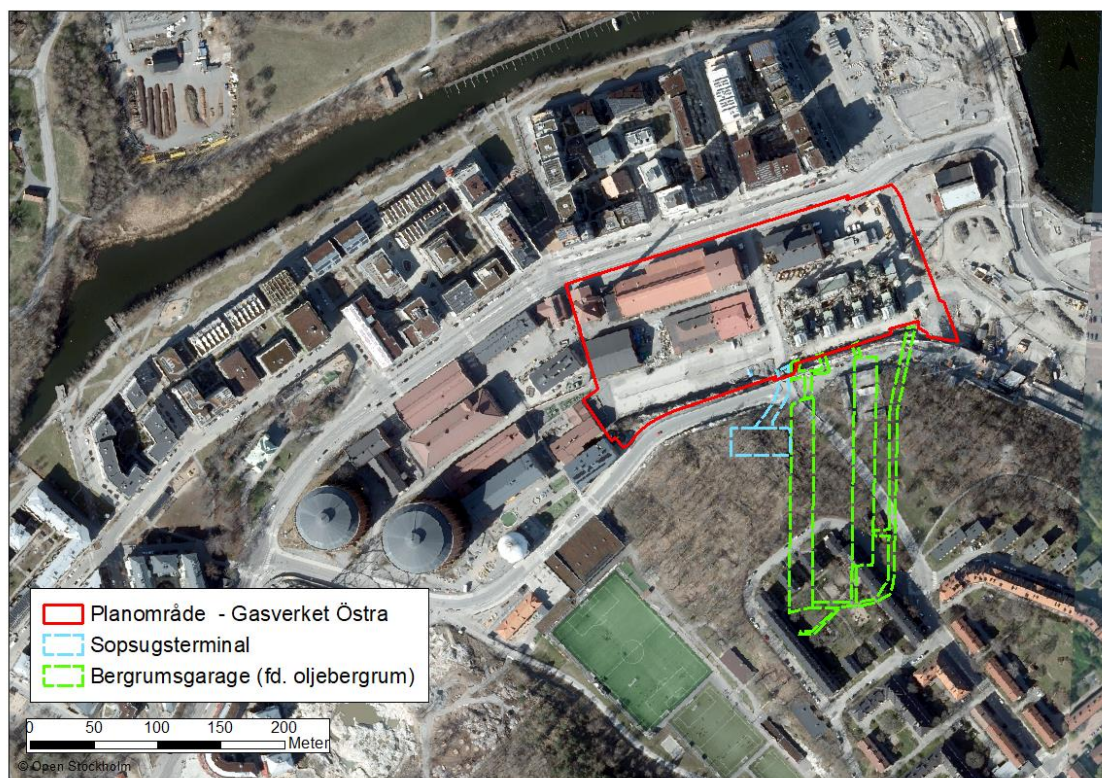 Planområde - Gasverket Östra
Sopsugsterminal
Bergrumsgarage (fd. oljebergrum)
0 50 100 150 200
Meter
© Open Stockholm